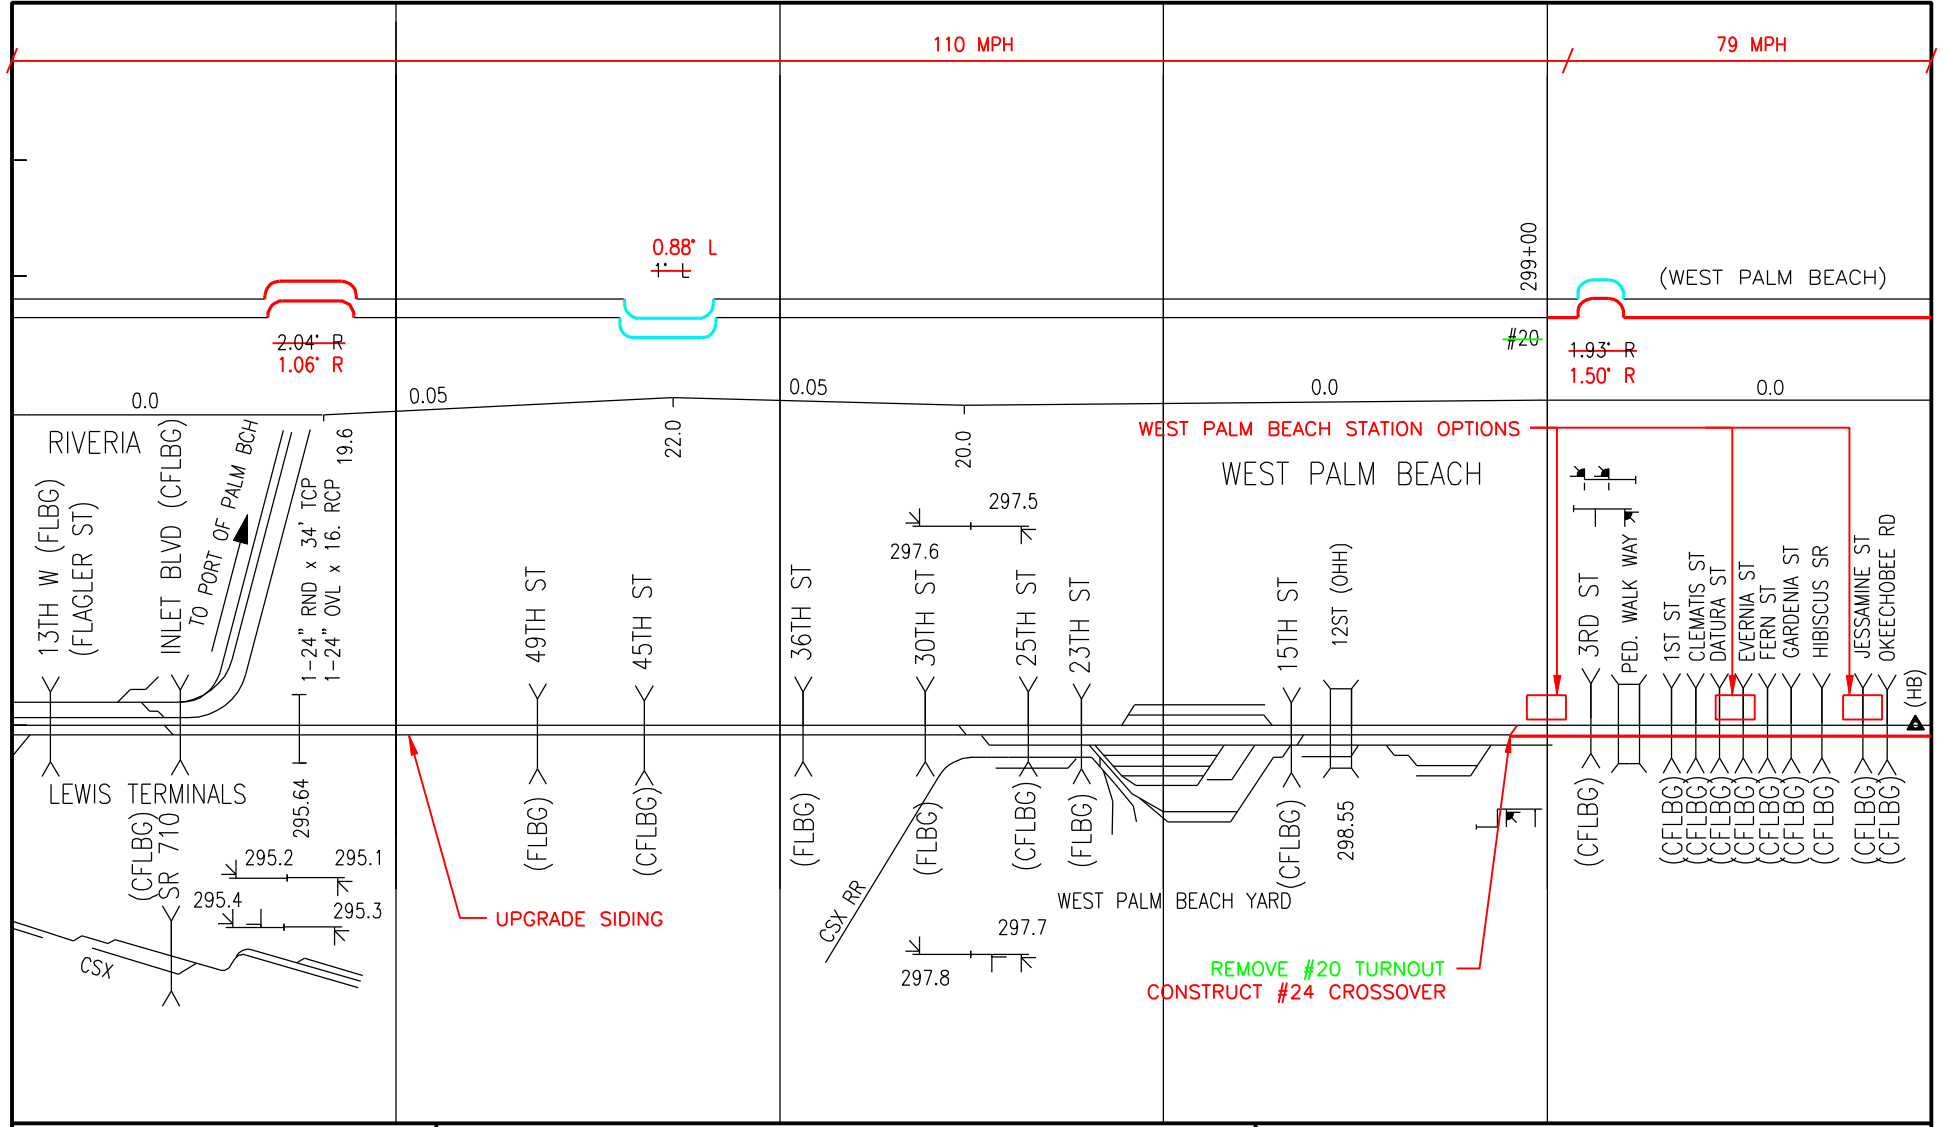 110 MPH
79 MPH
0.88° L
1° L
299+00
(WEST PALM BEACH)
2.04° R
1.06° R
#20
1.93° R
1.50° R
0.0
0.05
0.05
0.0
0.0
19.6
22.0
20.0
WEST PALM BEACH STATION OPTIONS
RIVERIA
WEST PALM BEACH
13TH W (FLBG)
(FLAGLER ST)
INLET BLVD (CFLBG)
TO PORT OF PALM BCH
1-24" RND x 34' TCP
1-24" OVL x 16. RCP
297.5
297.6
49TH ST
45TH ST
36TH ST
30TH ST
25TH ST
23TH ST
15TH ST
12ST (OHH)
3RD ST
PED. WALK WAY
1ST ST
CLEMATIS ST
DATURA ST
EVERNIA ST
FERN ST
GARDENIA ST
HIBISCUS SR
JESSAMINE ST
OKEECHOBEE RD
(HB)
LEWIS TERMINALS
295.64
(CFLBG)
SR 710
(FLBG)
(CFLBG)
(FLBG)
(FLBG)
(CFLBG)
(FLBG)
(CFLBG)
298.55
(CFLBG)
(CFLBG)
(CFLBG)
(CFLBG)
(CFLBG)
(CFLBG)
(CFLBG)
(CFLBG)
(CFLBG)
(CFLBG)
295.2
295.1
295.4
295.3
CSX
UPGRADE SIDING
CSX RR
WEST PALM BEACH YARD
297.7
297.8
REMOVE #20 TURNOUT
CONSTRUCT #24 CROSSOVER